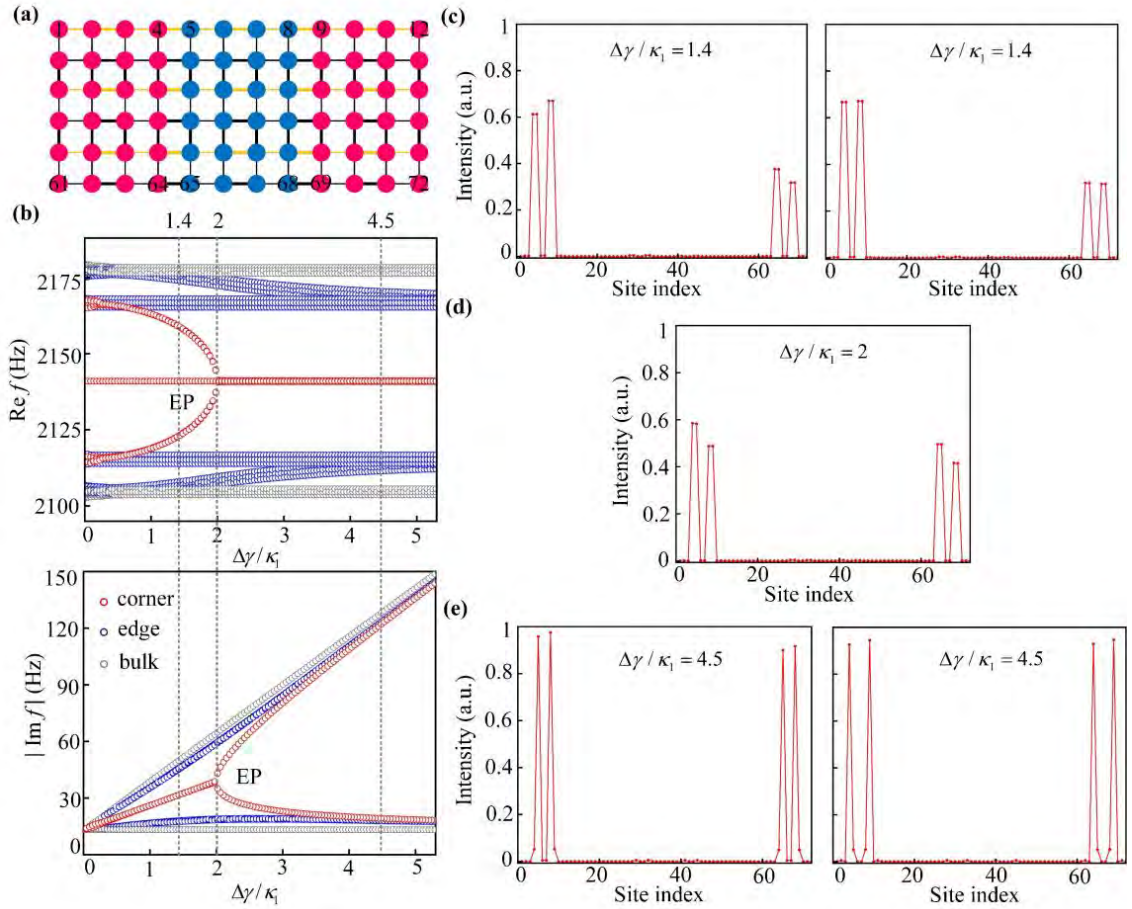 (a)
1 4 5 8 9 12
61 64 65 68 69 72
(b)
1.4 2 4.5
2175
2150
2125
2100
Re f (Hz)
EP
0 1 2 3 4 5
Δγ/κ₁
150
120
90
60
30
0
| Im f | (Hz)
corner
edge
bulk
EP
0 1 2 3 4 5
Δγ/κ₁
(c)
1
0.8
0.6
0.4
0.2
0
Intensity (a.u.)
Δγ / κ₁ = 1.4
0 20 40 60
Site index
Δγ / κ₁ = 1.4
0 20 40 60
Site index
(d)
1
0.8
0.6
0.4
0.2
0
Intensity (a.u.)
Δγ / κ₁ = 2
0 20 40 60
Site index
(e)
1
0.8
0.6
0.4
0.2
0
Intensity (a.u.)
Δγ / κ₁ = 4.5
0 20 40 60
Site index
Δγ / κ₁ = 4.5
0 20 40 60
Site index